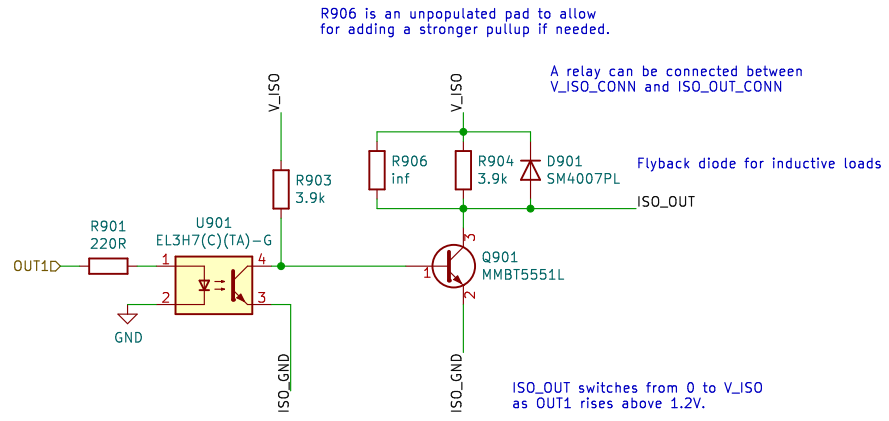 R906 is an unpopulated pad to allow
for adding a stronger pullup if needed.
A relay can be connected between
V_ISO_CONN and ISO_OUT_CONN
V_ISO
V_ISO
R906
inf
R904
3.9k
D901
SM4007PL
Flyback diode for inductive loads
R903
3.9k
ISO_OUT
R901
220R
U901
EL3H7(C)(TA)-G
OUT1
1
4
2
3
GND
3
1
2
Q901
MMBT5551L
ISO_GND
ISO_GND
ISO_OUT switches from 0 to V_ISO
as OUT1 rises above 1.2V.